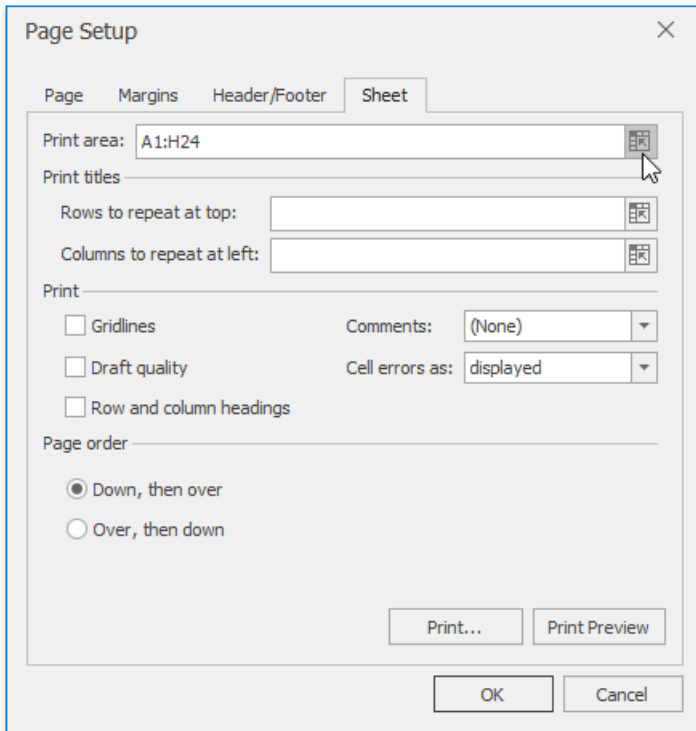 Page Setup
Page Margins Header/Footer Sheet
Print area: A1:H24
Print titles
Rows to repeat at top:
Columns to repeat at left:
Print
Gridlines Comments: (None)
Draft quality Cell errors as: displayed
Row and column headings
Page order
Down, then over
Over, then down
Print... Print Preview
OK Cancel